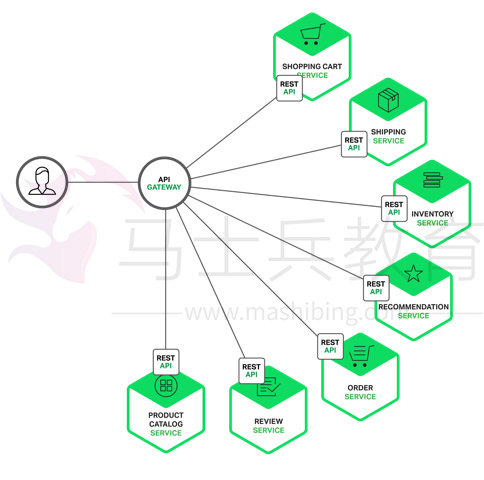 SHOPPING CART
SERVICE
REST
API
SHIPPING
SERVICE
REST
API
API
GATEWAY
INVENTORY
SERVICE
REST
API
马士兵教育
www.mashibing.com
RECOMMENDATION
SERVICE
REST
API
ORDER
SERVICE
REST
API
REVIEW
SERVICE
REST
API
PRODUCT
CATALOG
SERVICE
REST
API